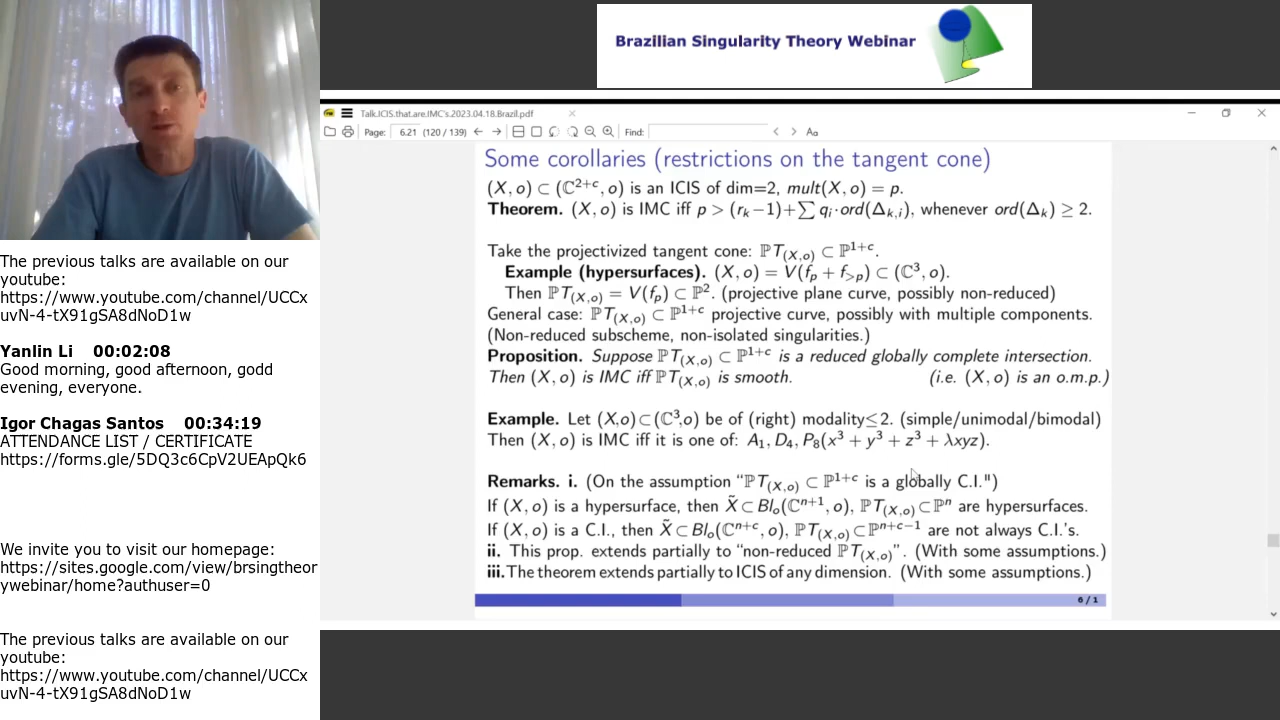 Brazilian Singularity Theory Webinar
Talk.ICIS.that.are.IMC's.2023.04.18.Brazil.pdf
Page: 6.21 (120 / 139) Find:
Some corollaries (restrictions on the tangent cone)
(X, o) ⊂ (ℂ²⁺ᶜ, o) is an ICIS of dim=2, mult(X, o) = p.
Theorem. (X, o) is IMC iff p > (r_k−1)+∑ q_i·ord(Δ_{k,i}), whenever ord(Δ_k) ≥ 2.
Take the projectivized tangent cone: ℙT_{(X,o)} ⊂ ℙ^{1+c}.
Example (hypersurfaces). (X, o) = V(f_p + f_{>p}) ⊂ (ℂ³, o).
Then ℙT_{(X,o)} = V(f_p) ⊂ ℙ². (projective plane curve, possibly non-reduced)
General case: ℙT_{(X,o)} ⊂ ℙ^{1+c} projective curve, possibly with multiple components.
(Non-reduced subscheme, non-isolated singularities.)
Proposition. Suppose ℙT_{(X,o)} ⊂ ℙ^{1+c} is a reduced globally complete intersection.
Then (X, o) is IMC iff ℙT_{(X,o)} is smooth. (i.e. (X, o) is an o.m.p.)
Example. Let (X,o)⊂(ℂ³,o) be of (right) modality≤2. (simple/unimodal/bimodal)
Then (X, o) is IMC iff it is one of: A₁, D₄, P₈(x³ + y³ + z³ + λxyz).
Remarks. i. (On the assumption "ℙT_{(X,o)} ⊂ ℙ^{1+c} is a globally C.I.")
If (X, o) is a hypersurface, then X̃ ⊂ Bl_o(ℂ^{n+1}, o), ℙT_{(X,o)}⊂ℙⁿ are hypersurfaces.
If (X, o) is a C.I., then X̃ ⊂ Bl_o(ℂ^{n+c}, o), ℙT_{(X,o)}⊂ℙ^{n+c−1} are not always C.I.'s.
ii. This prop. extends partially to "non-reduced ℙT_{(X,o)}". (With some assumptions.)
iii.The theorem extends partially to ICIS of any dimension. (With some assumptions.)
6 / 1
The previous talks are available on our
youtube:
https://www.youtube.com/channel/UCCx
uvN-4-tX91gSA8dNoD1w
Yanlin Li 00:02:08
Good morning, good afternoon, godd
evening, everyone.
Igor Chagas Santos 00:34:19
ATTENDANCE LIST / CERTIFICATE
https://forms.gle/5DQ3c6CpV2UEApQk6
We invite you to visit our homepage:
https://sites.google.com/view/brsingtheor
ywebinar/home?authuser=0
The previous talks are available on our
youtube:
https://www.youtube.com/channel/UCCx
uvN-4-tX91gSA8dNoD1w